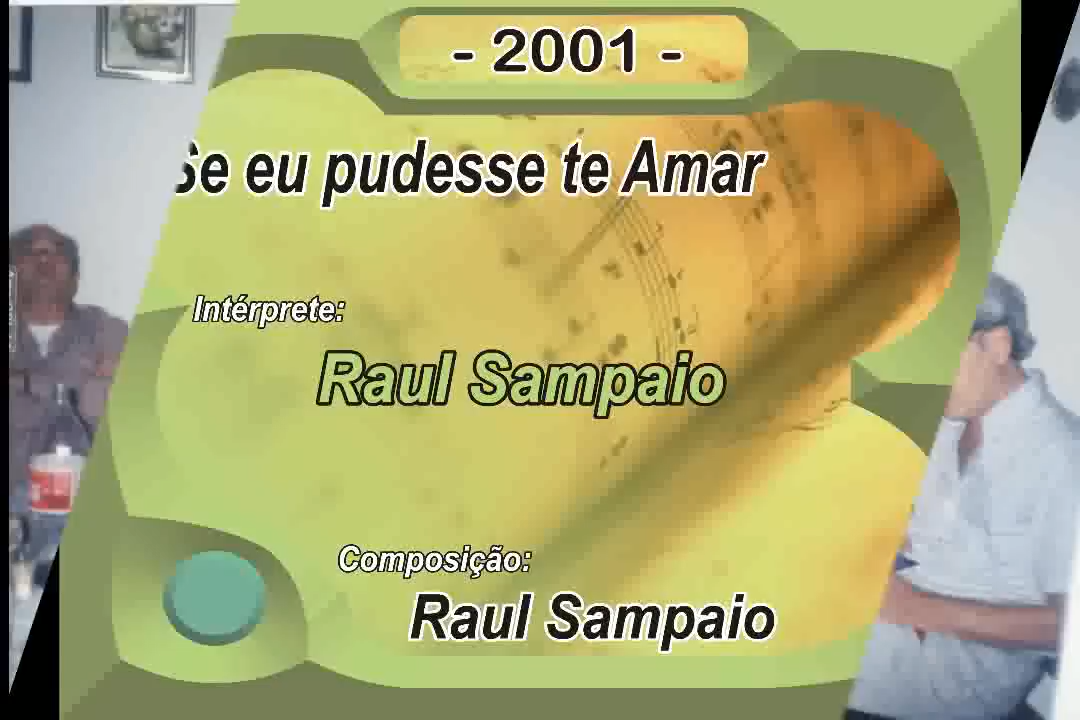 - 2001 -
Se eu pudesse te Amar
Intérprete:
Raul Sampaio
Composição:
Raul Sampaio